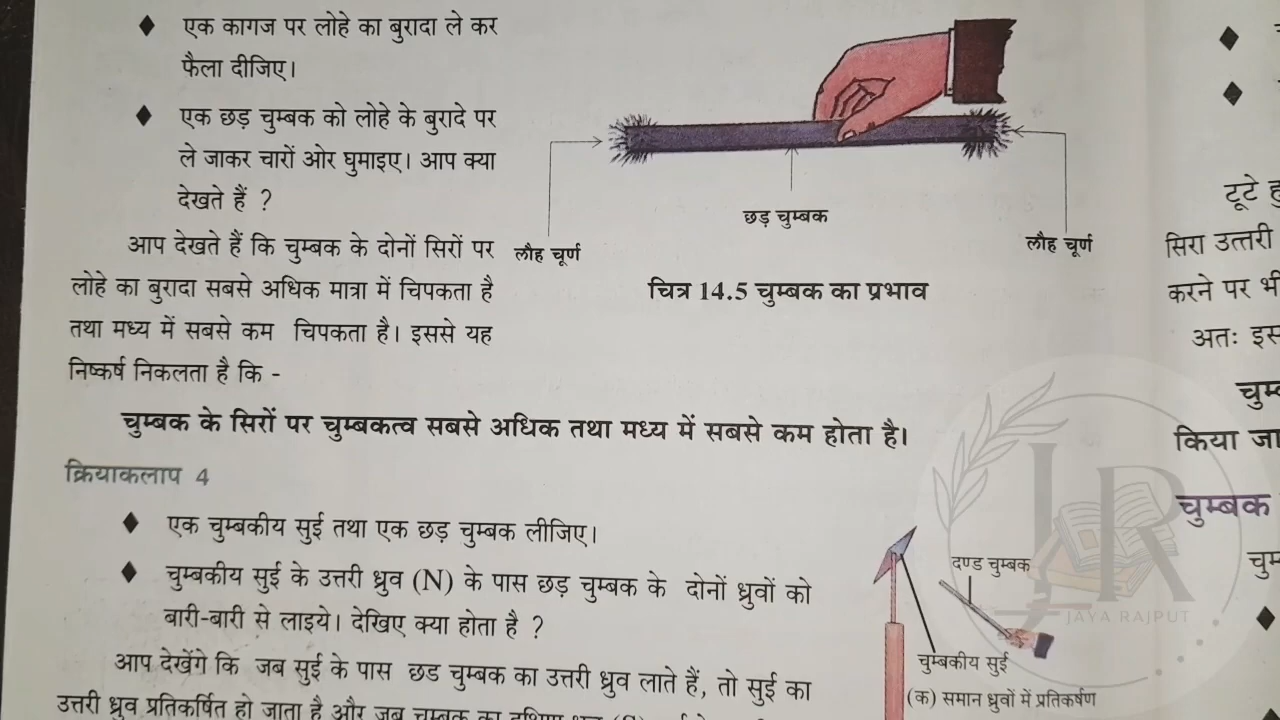 ♦ एक कागज पर लोहे का बुरादा ले कर
फैला दीजिए।
♦ एक छड़ चुम्बक को लोहे के बुरादे पर
ले जाकर चारों ओर घुमाइए। आप क्या
देखते हैं ?
आप देखते हैं कि चुम्बक के दोनों सिरों पर
लोहे का बुरादा सबसे अधिक मात्रा में चिपकता है
तथा मध्य में सबसे कम चिपकता है। इससे यह
निष्कर्ष निकलता है कि -
छड़ चुम्बक
लौह चूर्ण
लौह चूर्ण
चित्र 14.5 चुम्बक का प्रभाव
चुम्बक के सिरों पर चुम्बकत्व सबसे अधिक तथा मध्य में सबसे कम होता है।
क्रियाकलाप 4
♦ एक चुम्बकीय सुई तथा एक छड़ चुम्बक लीजिए।
♦ चुम्बकीय सुई के उत्तरी ध्रुव (N) के पास छड़ चुम्बक के दोनों ध्रुवों को
बारी-बारी से लाइये। देखिए क्या होता है ?
आप देखेंगे कि जब सुई के पास छड चुम्बक का उत्तरी ध्रुव लाते हैं, तो सुई का
उत्तरी ध्रुव प्रतिकर्षित हो जाता है और जब चुम्बक का
दण्ड चुम्बक
चुम्बकीय सुई
(क) समान ध्रुवों में प्रतिकर्षण
टूटे
सिरा उत्तरी
करने पर भी
अतः इस
किया जा
चुम्बक
JR
JAYA RAJPUT